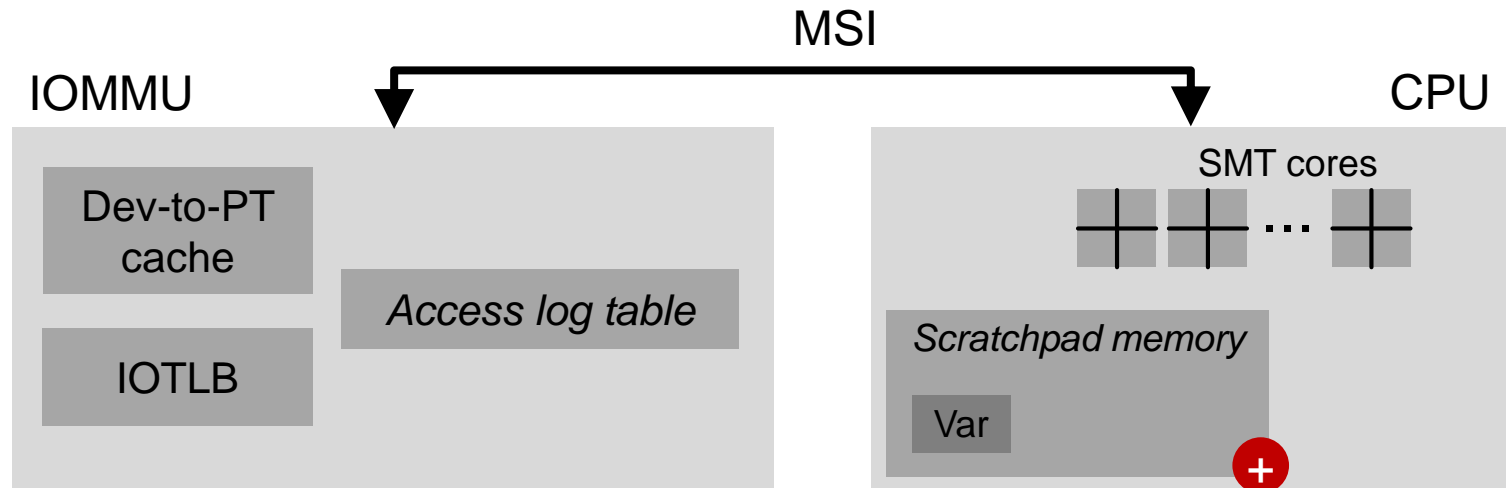 MSI
IOMMU
CPU
Dev-to-PT
cache
IOTLB
Access log table
SMT cores
...
Scratchpad memory
Var
+